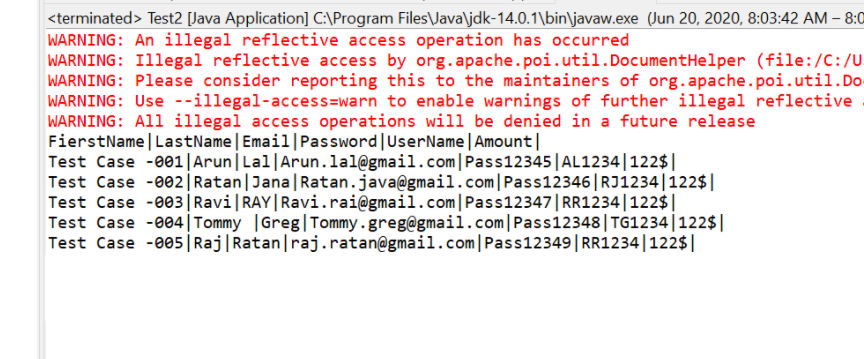 <terminated> Test2 [Java Application] C:\Program Files\Java\jdk-14.0.1\bin\javaw.exe (Jun 20, 2020, 8:03:42 AM – 8:0
WARNING: An illegal reflective access operation has occurred
WARNING: Illegal reflective access by org.apache.poi.util.DocumentHelper (file:/C:/U
WARNING: Please consider reporting this to the maintainers of org.apache.poi.util.Do
WARNING: Use --illegal-access=warn to enable warnings of further illegal reflective
WARNING: All illegal access operations will be denied in a future release
FierstName|LastName|Email|Password|UserName|Amount|
Test Case -001|Arun|Lal|Arun.lal@gmail.com|Pass12345|AL1234|122$|
Test Case -002|Ratan|Jana|Ratan.java@gmail.com|Pass12346|RJ1234|122$|
Test Case -003|Ravi|RAY|Ravi.rai@gmail.com|Pass12347|RR1234|122$|
Test Case -004|Tommy |Greg|Tommy.greg@gmail.com|Pass12348|TG1234|122$|
Test Case -005|Raj|Ratan|raj.ratan@gmail.com|Pass12349|RR1234|122$|